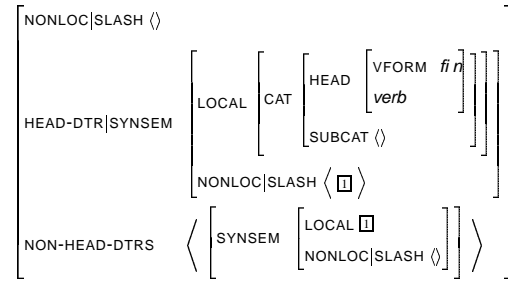 NONLOC|SLASH ⟨⟩
HEAD-DTR|SYNSEM LOCAL CAT HEAD VFORM fin
verb
SUBCAT ⟨⟩
NONLOC|SLASH ⟨ 1 ⟩
NON-HEAD-DTRS ⟨ SYNSEM LOCAL 1
NONLOC|SLASH ⟨⟩ ⟩